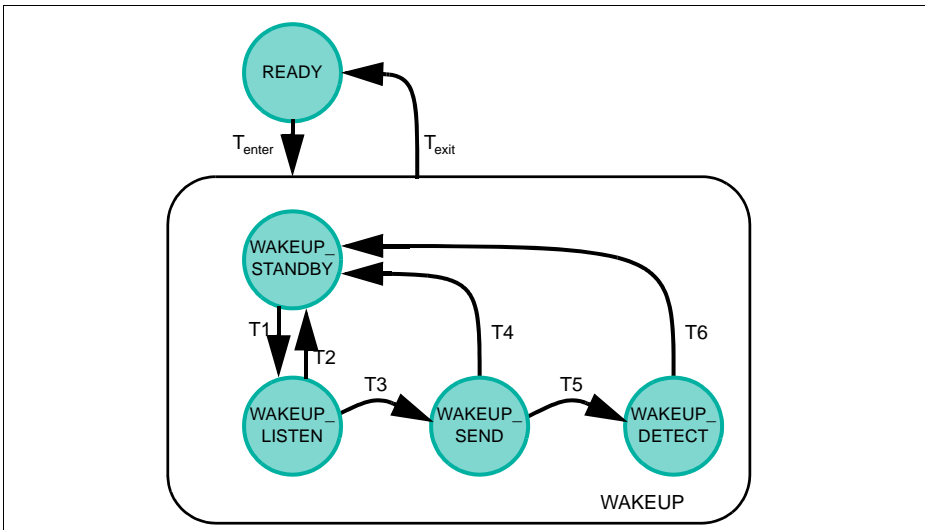 READY
Tenter
Texit
WAKEUP_
STANDBY
T1
T2
T4
T6
T3
T5
WAKEUP_
LISTEN
WAKEUP_
SEND
WAKEUP_
DETECT
WAKEUP